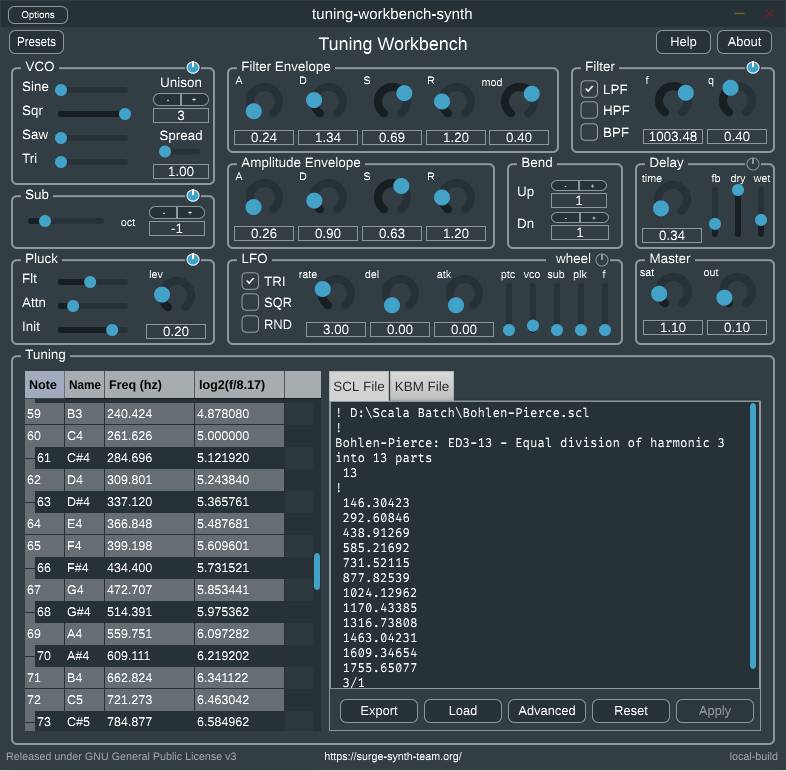 Options
tuning-workbench-synth
Presets
Tuning Workbench
Help
About
VCO
Sine
Sqr
Saw
Tri
Unison
- +
3
Spread
1.00
Filter Envelope
A D S R mod
0.24 1.34 0.69 1.20 0.40
Filter
LPF
HPF
BPF
f q
1003.48 0.40
Sub
oct
- +
-1
Amplitude Envelope
A D S R
0.26 0.90 0.63 1.20
Bend
Up
- +
1
Dn
- +
1
Delay
time fb dry wet
0.34
Pluck
Flt
Attn
Init
lev
0.20
LFO
TRI
SQR
RND
rate del atk
3.00 0.00 0.00
wheel
ptc vco sub plk f
Master
sat out
1.10 0.10
Tuning
Note Name Freq (hz) log2(f/8.17)
59 B3 240.424 4.878080
60 C4 261.626 5.000000
61 C#4 284.696 5.121920
62 D4 309.801 5.243840
63 D#4 337.120 5.365761
64 E4 366.848 5.487681
65 F4 399.198 5.609601
66 F#4 434.400 5.731521
67 G4 472.707 5.853441
68 G#4 514.391 5.975362
69 A4 559.751 6.097282
70 A#4 609.111 6.219202
71 B4 662.824 6.341122
72 C5 721.273 6.463042
73 C#5 784.877 6.584962
SCL File KBM File
! D:\Scala Batch\Bohlen-Pierce.scl
!
Bohlen-Pierce: ED3-13 - Equal division of harmonic 3
into 13 parts
13
!
146.30423
292.60846
438.91269
585.21692
731.52115
877.82539
1024.12962
1170.43385
1316.73808
1463.04231
1609.34654
1755.65077
3/1
Export Load Advanced Reset Apply
Released under GNU General Public License v3
https://surge-synth-team.org/
local-build